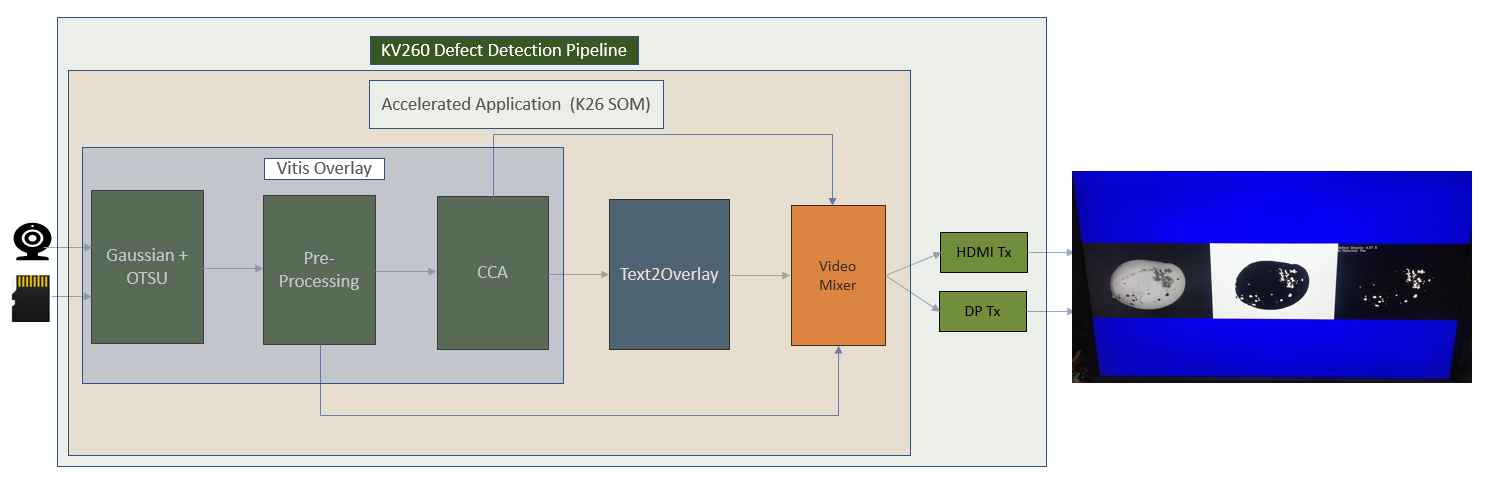 KV260 Defect Detection Pipeline
Accelerated Application (K26 SOM)
Vitis Overlay
Gaussian +
OTSU
Pre-
Processing
CCA
Text2Overlay
Video
Mixer
HDMI Tx
DP Tx